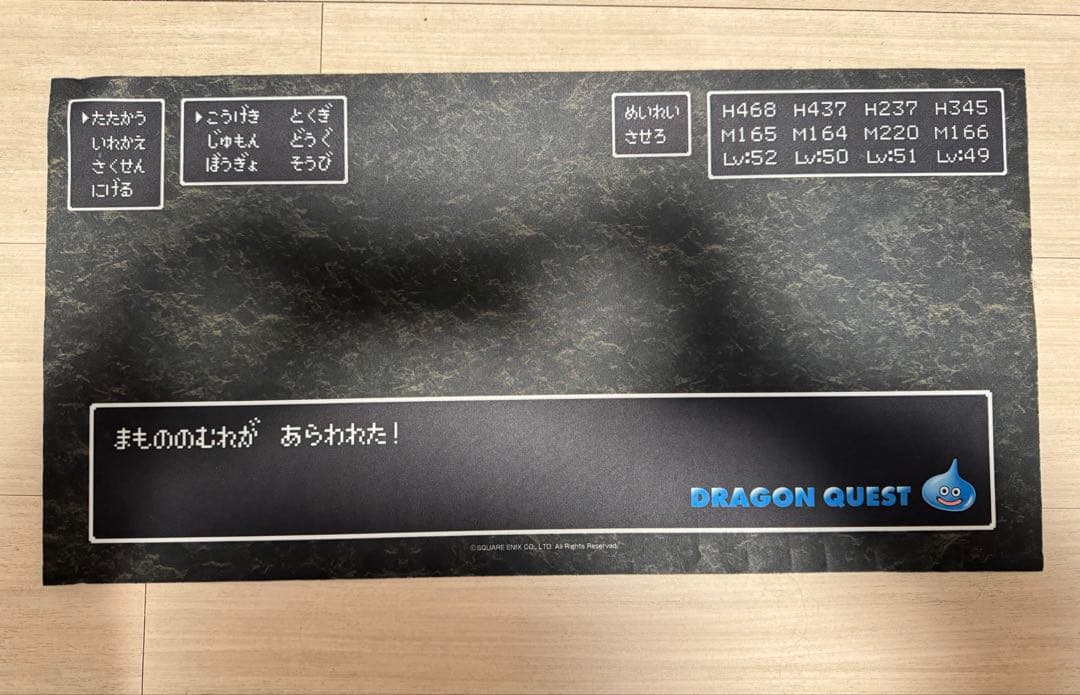 ▶たたかう
いれかえ
さくせん
にげる
▶こうげき とくぎ
じゅもん どうぐ
ぼうぎょ そうび
めいれい
させろ
H468 H437 H237 H345
M165 M164 M220 M166
Lv:52 Lv:50 Lv:51 Lv:49
まもののむれが あらわれた!
DRAGON QUEST
©SQUARE ENIX CO., LTD. All Rights Reserved.